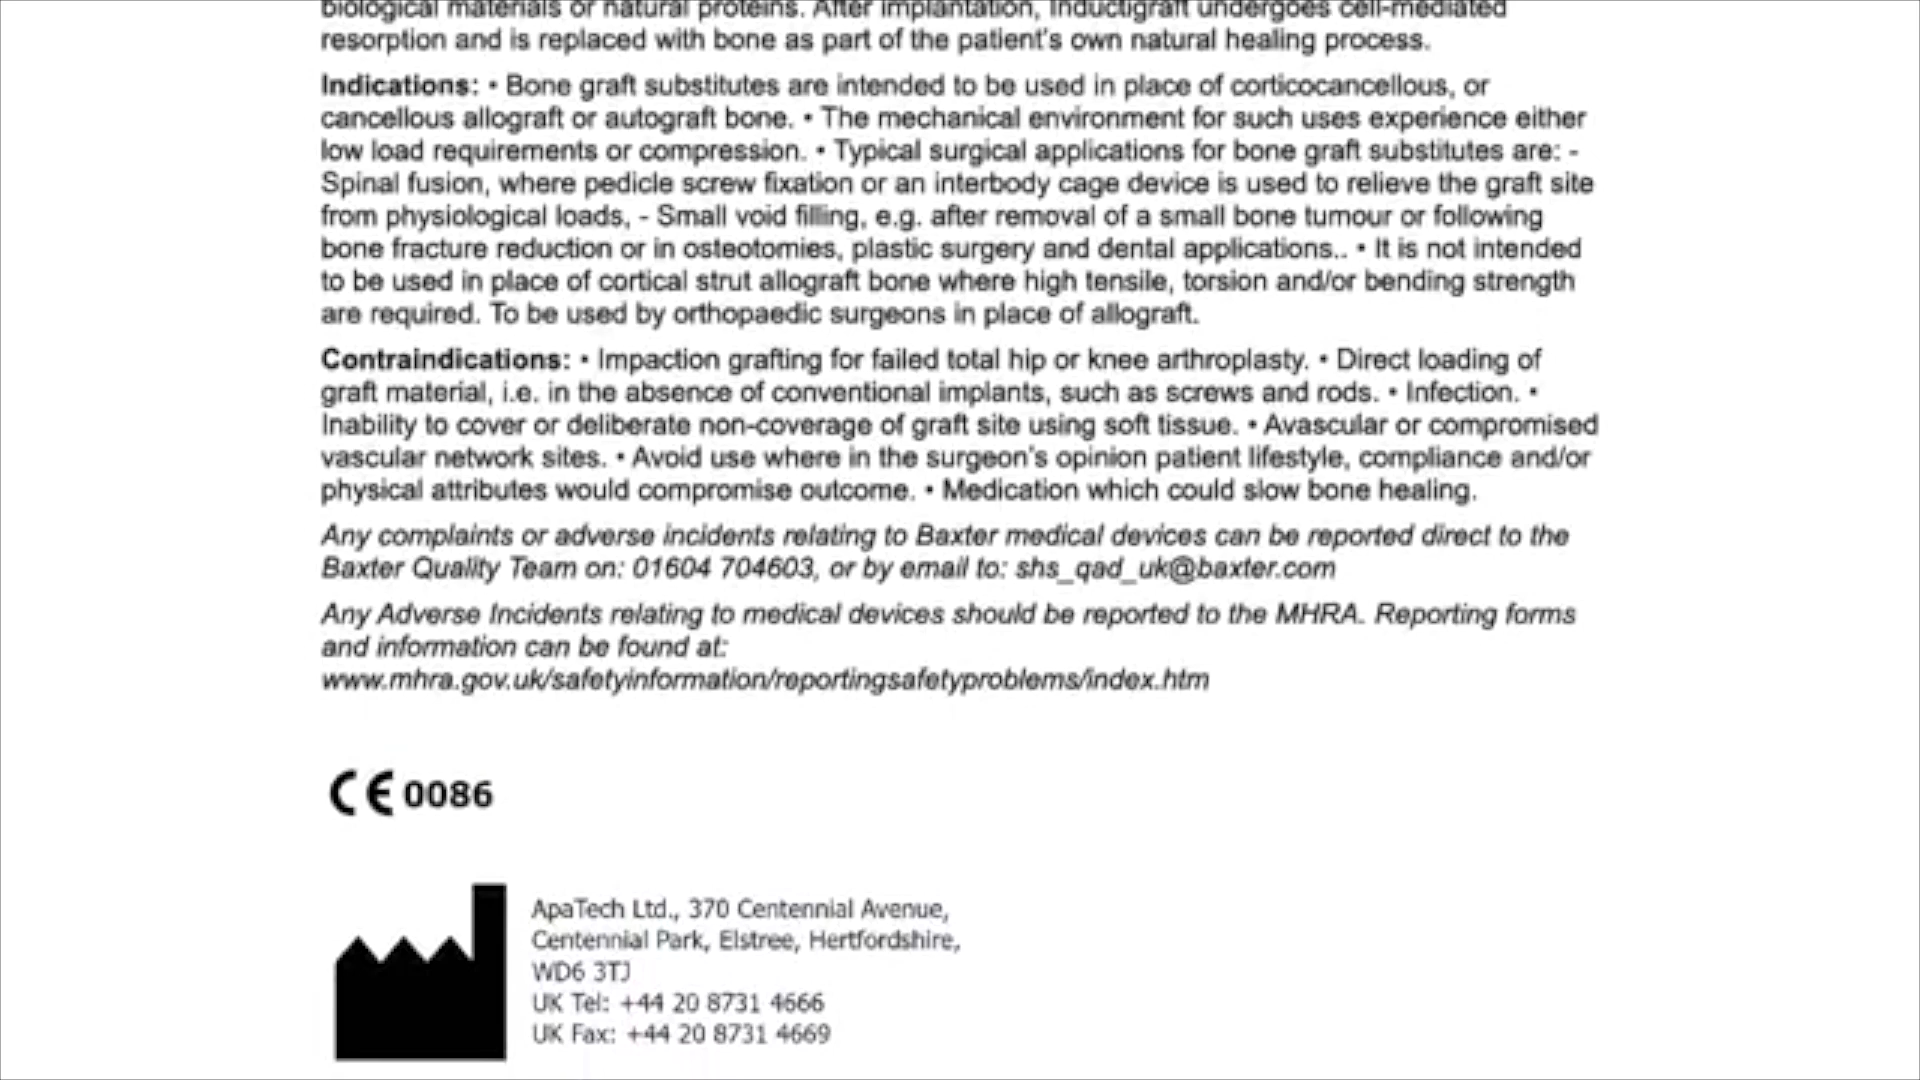 biological materials or natural proteins. After implantation, Inductigraft undergoes cell-mediated
resorption and is replaced with bone as part of the patient's own natural healing process.
Indications: • Bone graft substitutes are intended to be used in place of corticocancellous, or
cancellous allograft or autograft bone. • The mechanical environment for such uses experience either
low load requirements or compression. • Typical surgical applications for bone graft substitutes are: -
Spinal fusion, where pedicle screw fixation or an interbody cage device is used to relieve the graft site
from physiological loads, - Small void filling, e.g. after removal of a small bone tumour or following
bone fracture reduction or in osteotomies, plastic surgery and dental applications.. • It is not intended
to be used in place of cortical strut allograft bone where high tensile, torsion and/or bending strength
are required. To be used by orthopaedic surgeons in place of allograft.
Contraindications: • Impaction grafting for failed total hip or knee arthroplasty. • Direct loading of
graft material, i.e. in the absence of conventional implants, such as screws and rods. • Infection. •
Inability to cover or deliberate non-coverage of graft site using soft tissue. • Avascular or compromised
vascular network sites. • Avoid use where in the surgeon's opinion patient lifestyle, compliance and/or
physical attributes would compromise outcome. • Medication which could slow bone healing.
Any complaints or adverse incidents relating to Baxter medical devices can be reported direct to the
Baxter Quality Team on: 01604 704603, or by email to: shs_qad_uk@baxter.com
Any Adverse Incidents relating to medical devices should be reported to the MHRA. Reporting forms
and information can be found at:
www.mhra.gov.uk/safetyinformation/reportingsafetyproblems/index.htm
CE 0086
ApaTech Ltd., 370 Centennial Avenue,
Centennial Park, Elstree, Hertfordshire,
WD6 3TJ
UK Tel: +44 20 8731 4666
UK Fax: +44 20 8731 4669